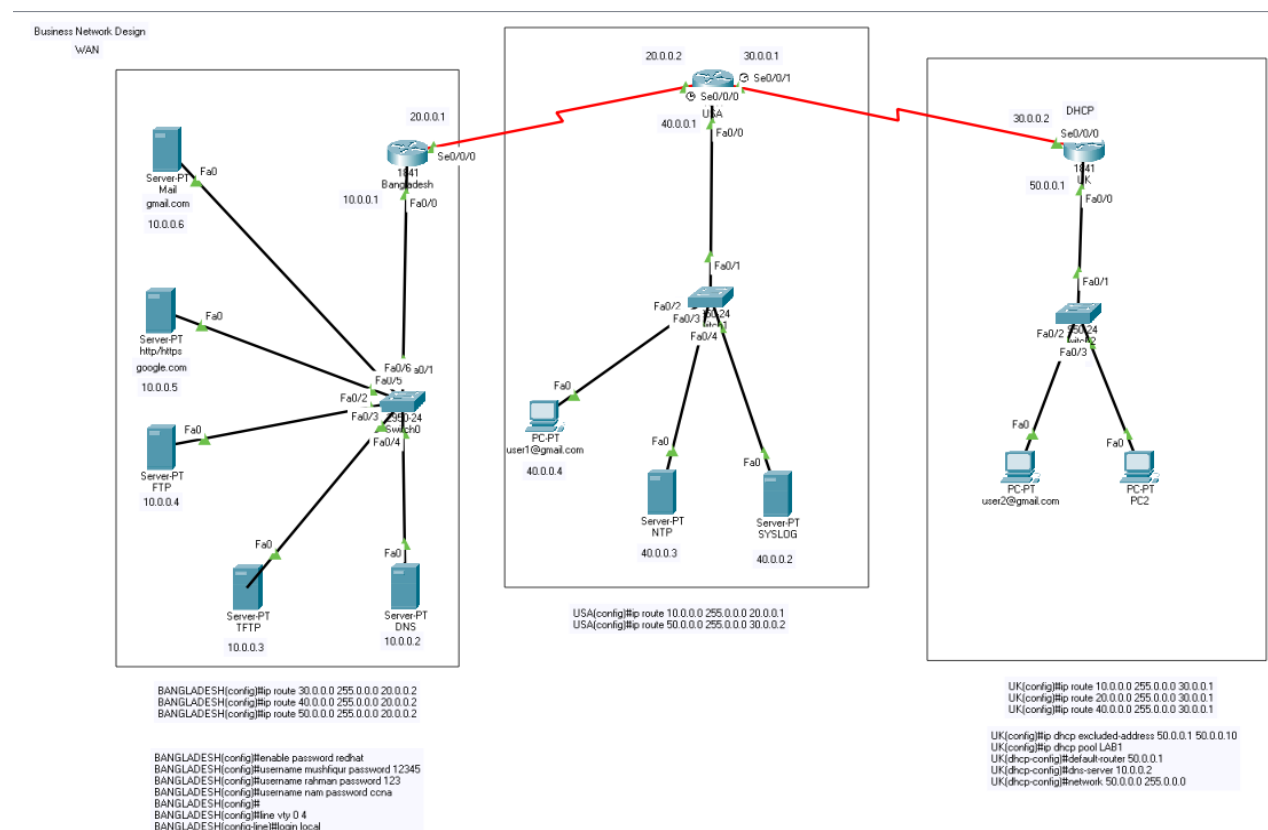 Business Network Design
WAN
20.0.0.1
Se0/0/0
1841
Bangladesh
10.0.0.1
Fa0/0
Fa0
Server-PT
Mail
gmail.com
10.0.0.6
Fa0
Server-PT
http/https
google.com
10.0.0.5
Fa0/6
a0/1
Fa0/5
Fa0/2
Fa0/3
2950-24
Switch0
Fa0/4
Fa0
Server-PT
FTP
10.0.0.4
Fa0
Server-PT
TFTP
10.0.0.3
Fa0
Server-PT
DNS
10.0.0.2
20.0.0.2
30.0.0.1
Se0/0/1
Se0/0/0
USA
40.0.0.1
Fa0/0
Fa0/1
Fa0/2
Fa0/3
Fa0/4
Fa0
PC-PT
user1@gmail.com
40.0.0.4
Fa0
Server-PT
NTP
40.0.0.3
Fa0
Server-PT
SYSLOG
40.0.0.2
DHCP
30.0.0.2
Se0/0/0
1841
UK
50.0.0.1
Fa0/0
Fa0/1
Fa0/2
Fa0/3
Fa0
PC-PT
user2@gmail.com
Fa0
PC-PT
PC2
USA(config)#ip route 10.0.0.0 255.0.0.0 20.0.0.1
USA(config)#ip route 50.0.0.0 255.0.0.0 30.0.0.2
BANGLADESH(config)#ip route 30.0.0.0 255.0.0.0 20.0.0.2
BANGLADESH(config)#ip route 40.0.0.0 255.0.0.0 20.0.0.2
BANGLADESH(config)#ip route 50.0.0.0 255.0.0.0 20.0.0.2
BANGLADESH(config)#enable password redhat
BANGLADESH(config)#username mushfiqur password 12345
BANGLADESH(config)#username rahman password 123
BANGLADESH(config)#username nam password ccna
BANGLADESH(config)#
BANGLADESH(config)#line vty 0 4
BANGLADESH(config-line)#login local
UK(config)#ip route 10.0.0.0 255.0.0.0 30.0.0.1
UK(config)#ip route 20.0.0.0 255.0.0.0 30.0.0.1
UK(config)#ip route 40.0.0.0 255.0.0.0 30.0.0.1
UK(config)#ip dhcp excluded-address 50.0.0.1 50.0.0.10
UK(config)#ip dhcp pool LAB1
UK(dhcp-config)#default-router 50.0.0.1
UK(dhcp-config)#dns-server 10.0.0.2
UK(dhcp-config)#network 50.0.0.0 255.0.0.0